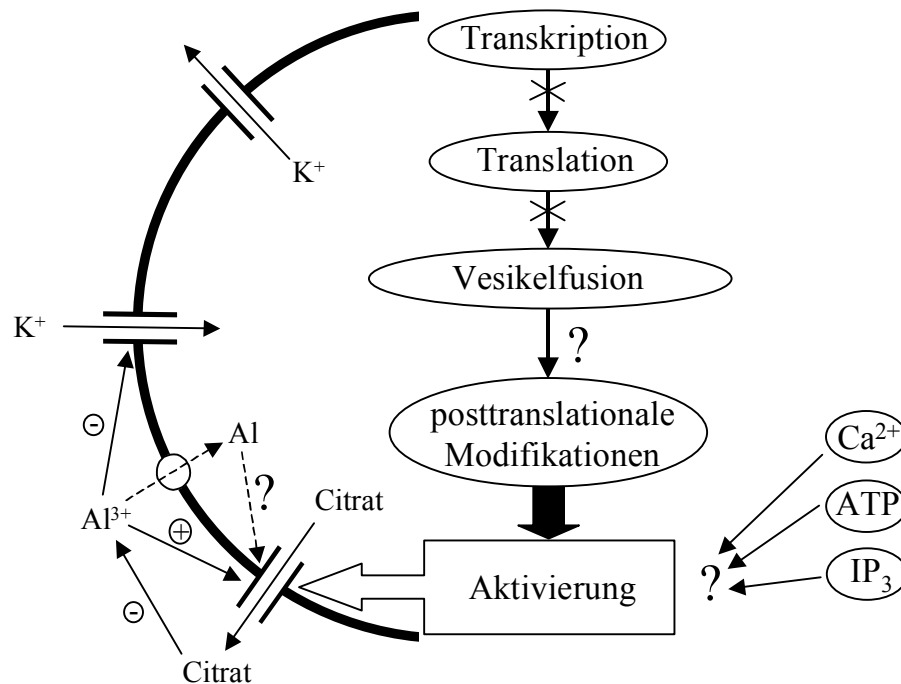 Transkription
K⁺
Translation
Vesikelfusion
K⁺
?
posttranslationale
Modifikationen
-
Al
Ca²⁺
?
Citrat
ATP
Al³⁺
+
Aktivierung
?
IP₃
-
Citrat